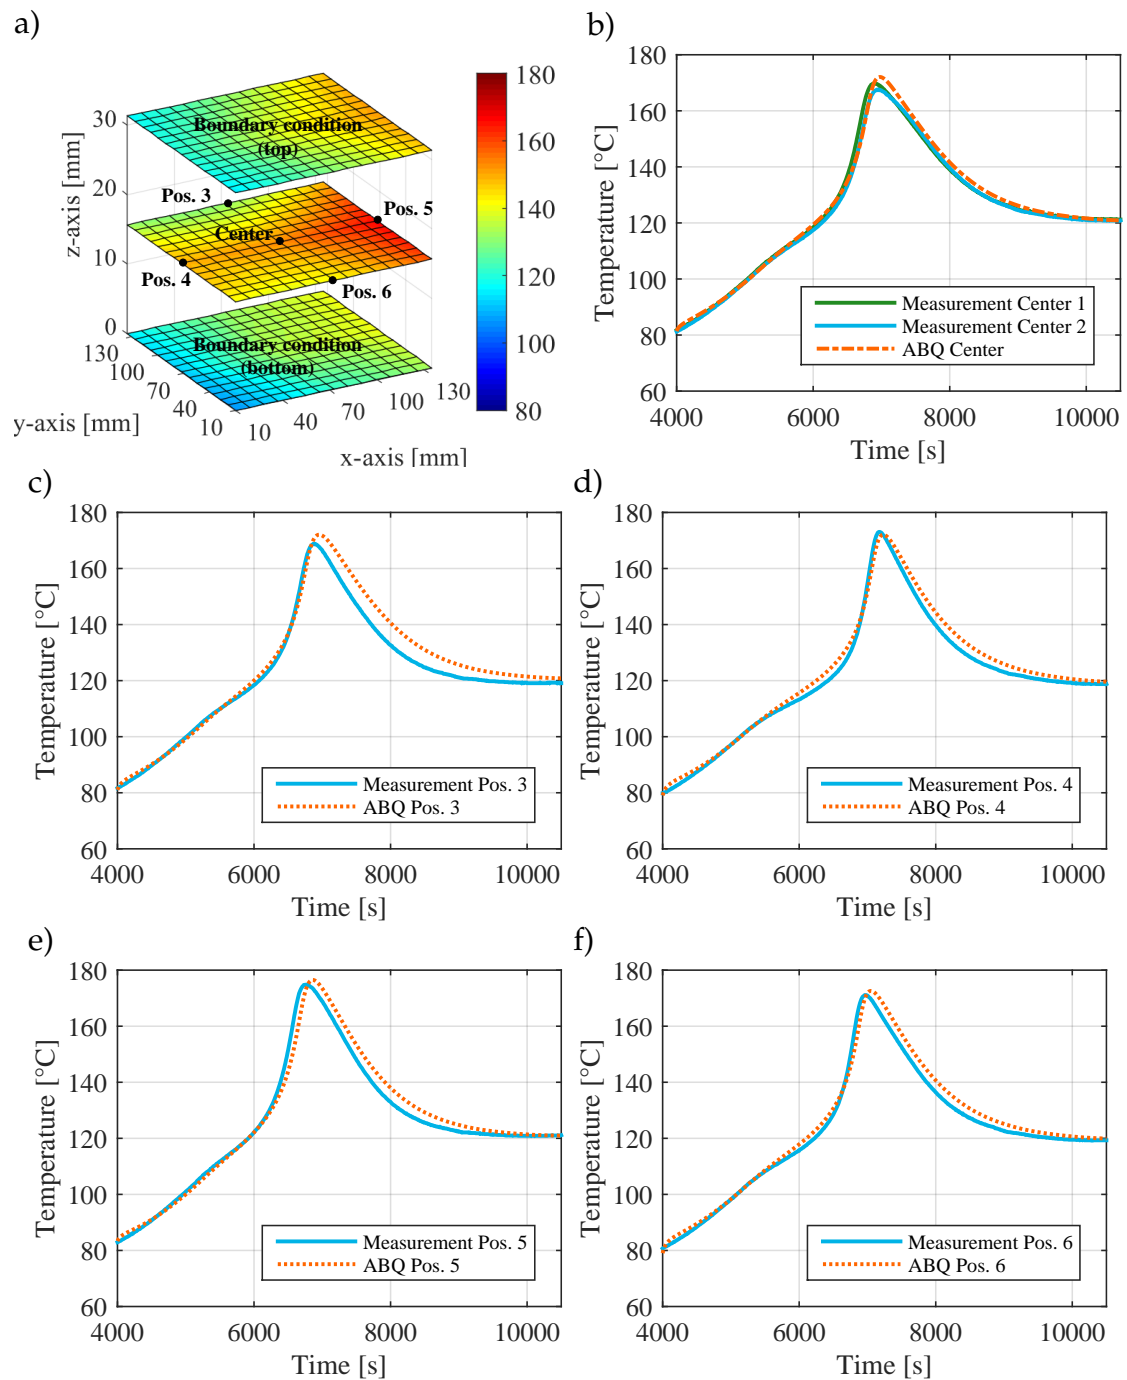 a)
30
20
10
0
z-axis [mm]
130
100
70
40
10
y-axis [mm]
10
40
70
100
130
x-axis [mm]
Boundary condition
(top)
Pos. 3
Pos. 5
Center
Pos. 4
Pos. 6
Boundary condition
(bottom)
180
160
140
120
100
80
b)
180
160
140
120
100
80
60
Temperature [°C]
Measurement Center 1
Measurement Center 2
ABQ Center
4000 6000 8000 10000
Time [s]
c)
180
160
140
120
100
80
60
Temperature [°C]
Measurement Pos. 3
ABQ Pos. 3
4000 6000 8000 10000
Time [s]
d)
180
160
140
120
100
80
60
Temperature [°C]
Measurement Pos. 4
ABQ Pos. 4
4000 6000 8000 10000
Time [s]
e)
180
160
140
120
100
80
60
Temperature [°C]
Measurement Pos. 5
ABQ Pos. 5
4000 6000 8000 10000
Time [s]
f)
180
160
140
120
100
80
60
Temperature [°C]
Measurement Pos. 6
ABQ Pos. 6
4000 6000 8000 10000
Time [s]